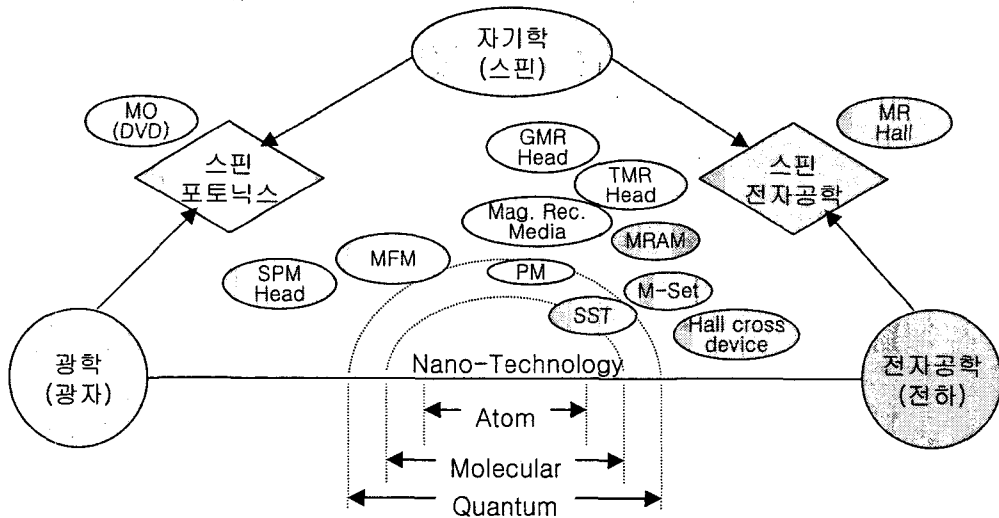 자기학
(스핀)
MO
(DVD)
MR
Hall
GMR
Head
스핀
포토닉스
TMR
Head
스핀
전자공학
Mag. Rec.
Media
MRAM
MFM
SPM
Head
PM
M-Set
SST
Hall cross
device
광학
(광자)
Nano-Technology
전자공학
(전하)
Atom
Molecular
Quantum